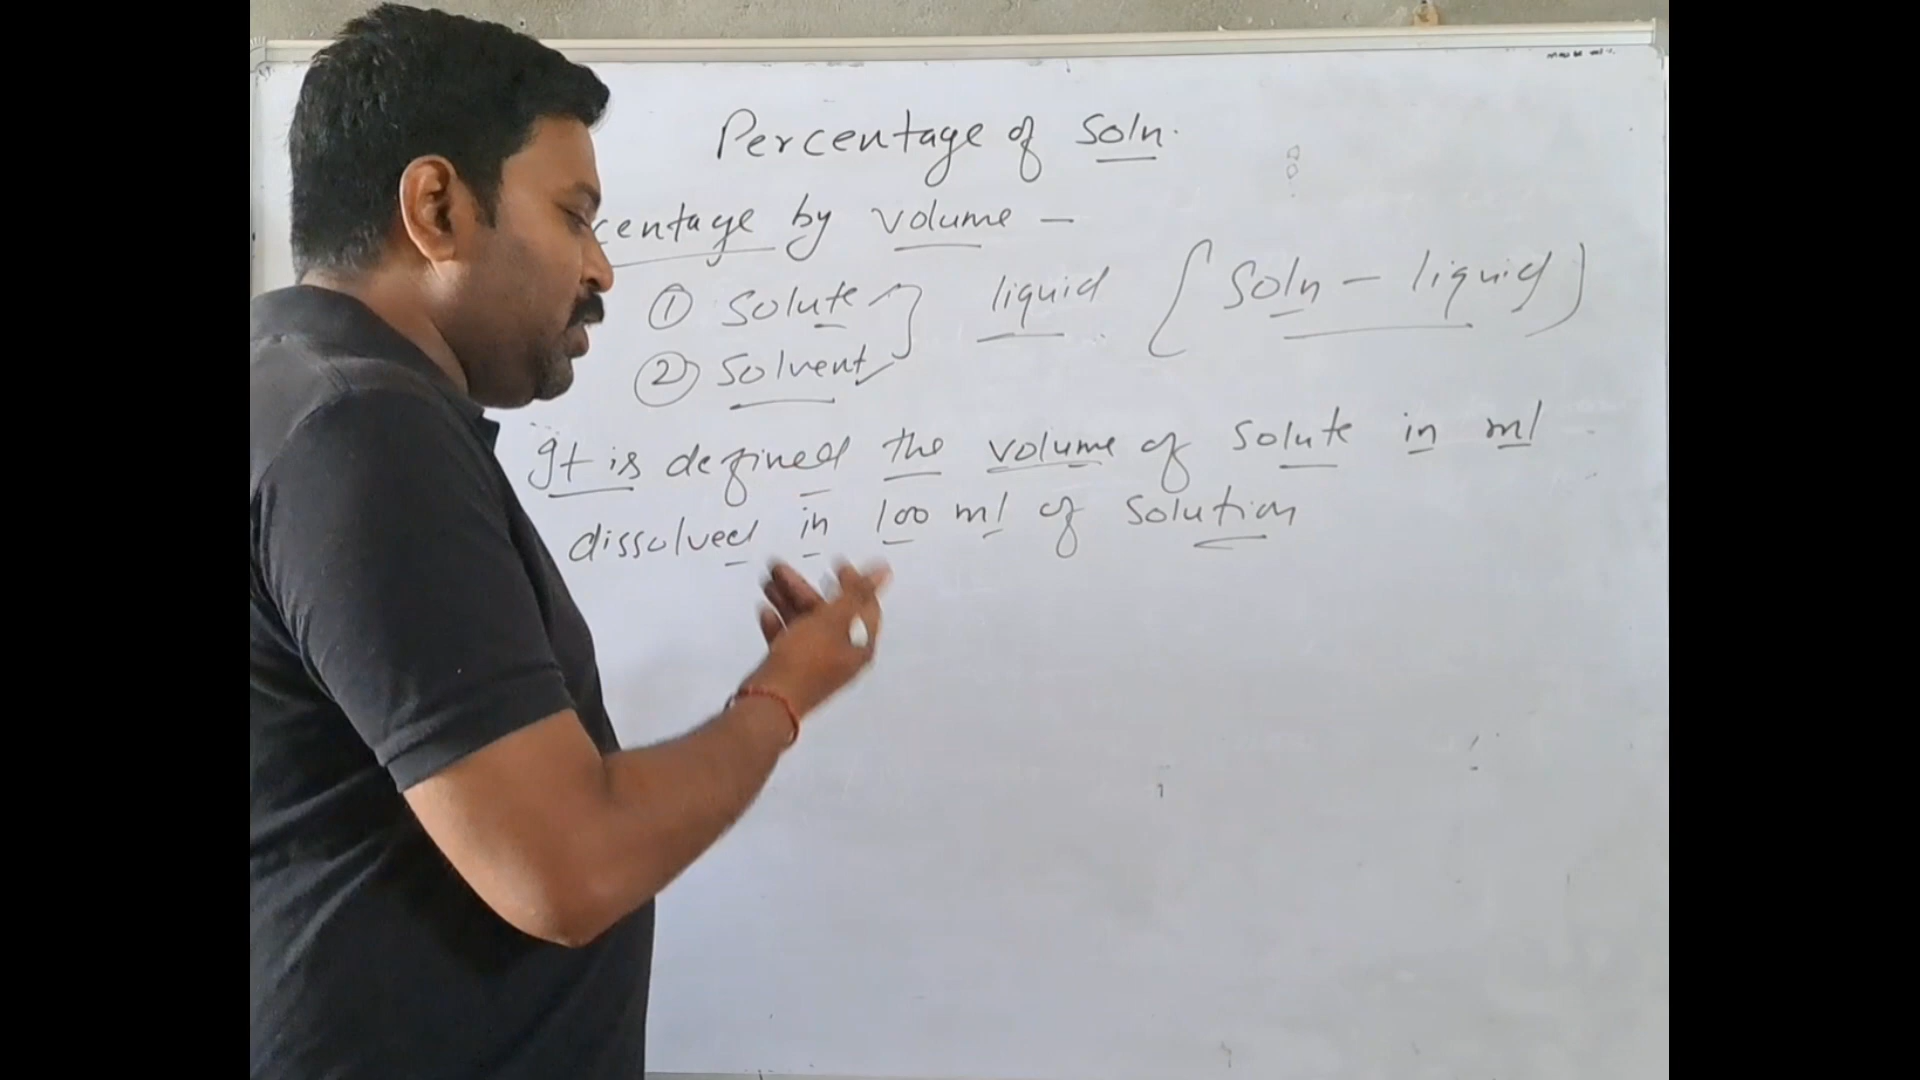 Percentage of Soln.
centage by volume —
① Solute
liquid [Soln - liquid]
② Solvent
It is defined the volume of Solute in ml
dissolved in 100 ml of Solution